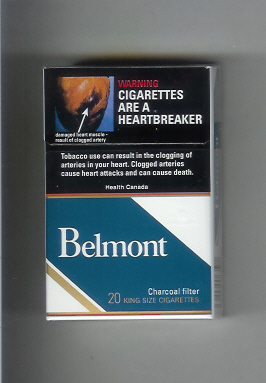 WARNING
CIGARETTES
ARE A
HEARTBREAKER
damaged heart muscle -
result of clogged artery
Tobacco use can result in the clogging of
arteries in your heart. Clogged arteries
cause heart attacks and can cause death.
Health Canada
Belmont
Charcoal filter
20 KING SIZE CIGARETTES